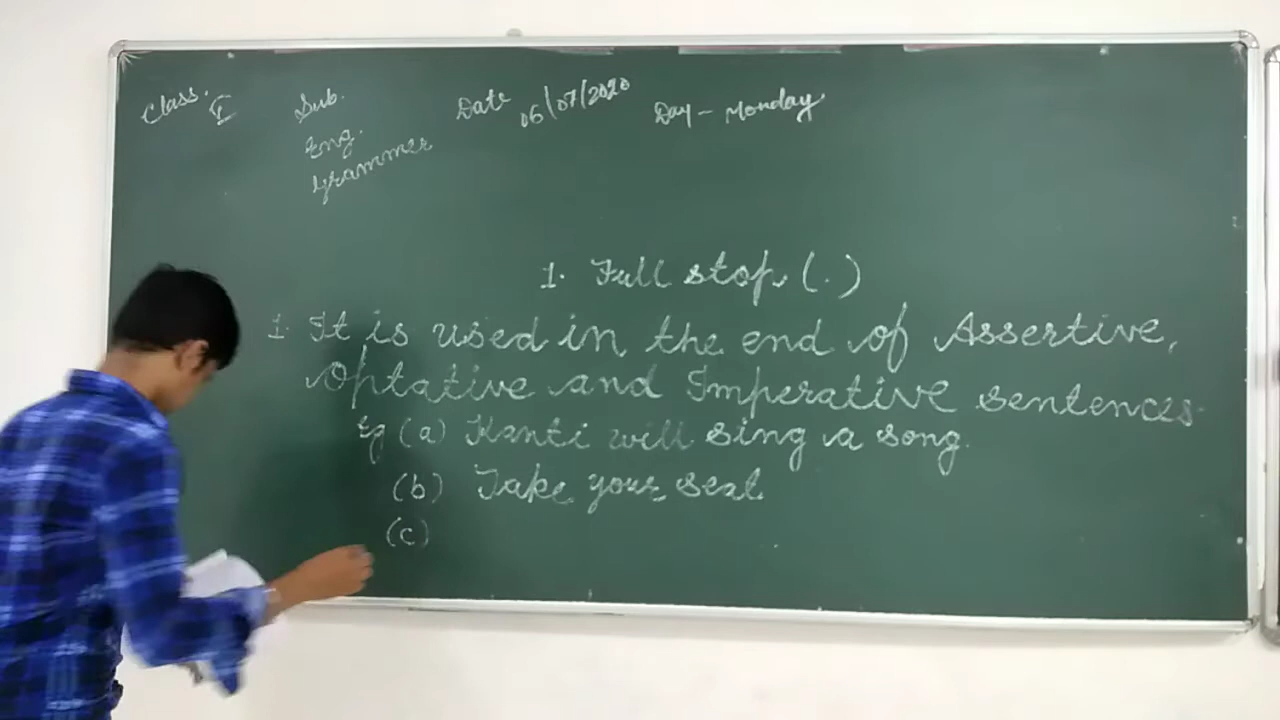 Class. I Sub. Date 06/07/2020 Day - Monday.
Eng.
Grammer
1. Full stop (.)
1. It is used in the end of Assertive,
Optative and Imperative sentences.
Eg (a) Kanti will sing a song.
(b) Take your seat
(c)